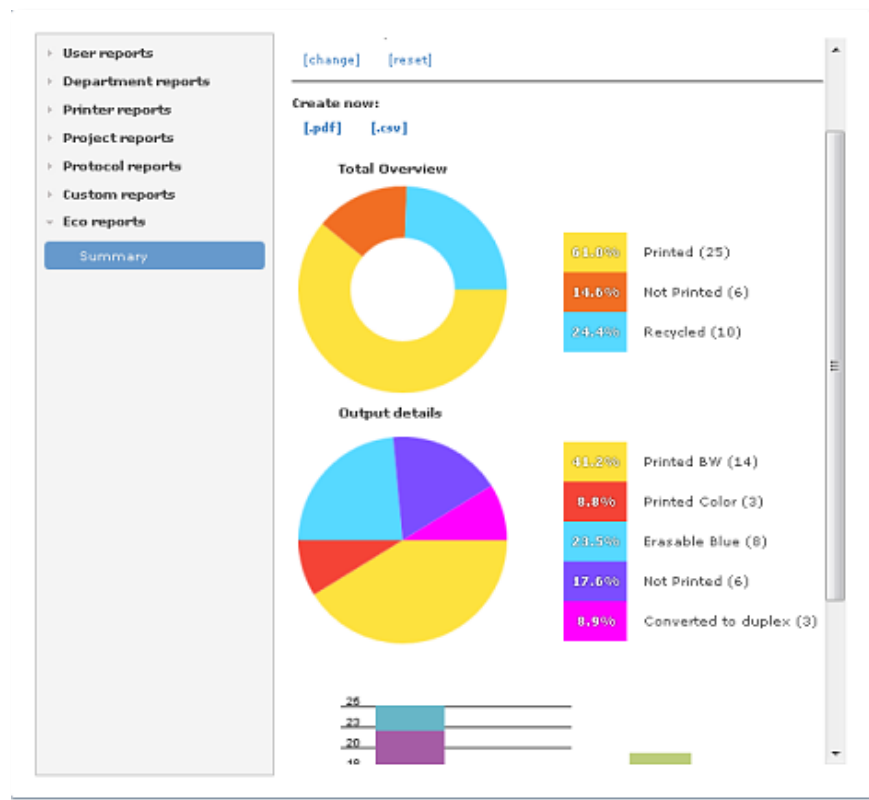 User reports
Department reports
Printer reports
Project reports
Protocol reports
Custom reports
Eco reports
Summary
[change] [reset]
Create now:
[.pdf] [.csv]
Total Overview
61.0% Printed (25)
14.6% Not Printed (6)
24.4% Recycled (10)
Output details
41.2% Printed BW (14)
8.8% Printed Color (3)
23.5% Erasable Blue (8)
17.6% Not Printed (6)
8.9% Converted to duplex (3)
23
20